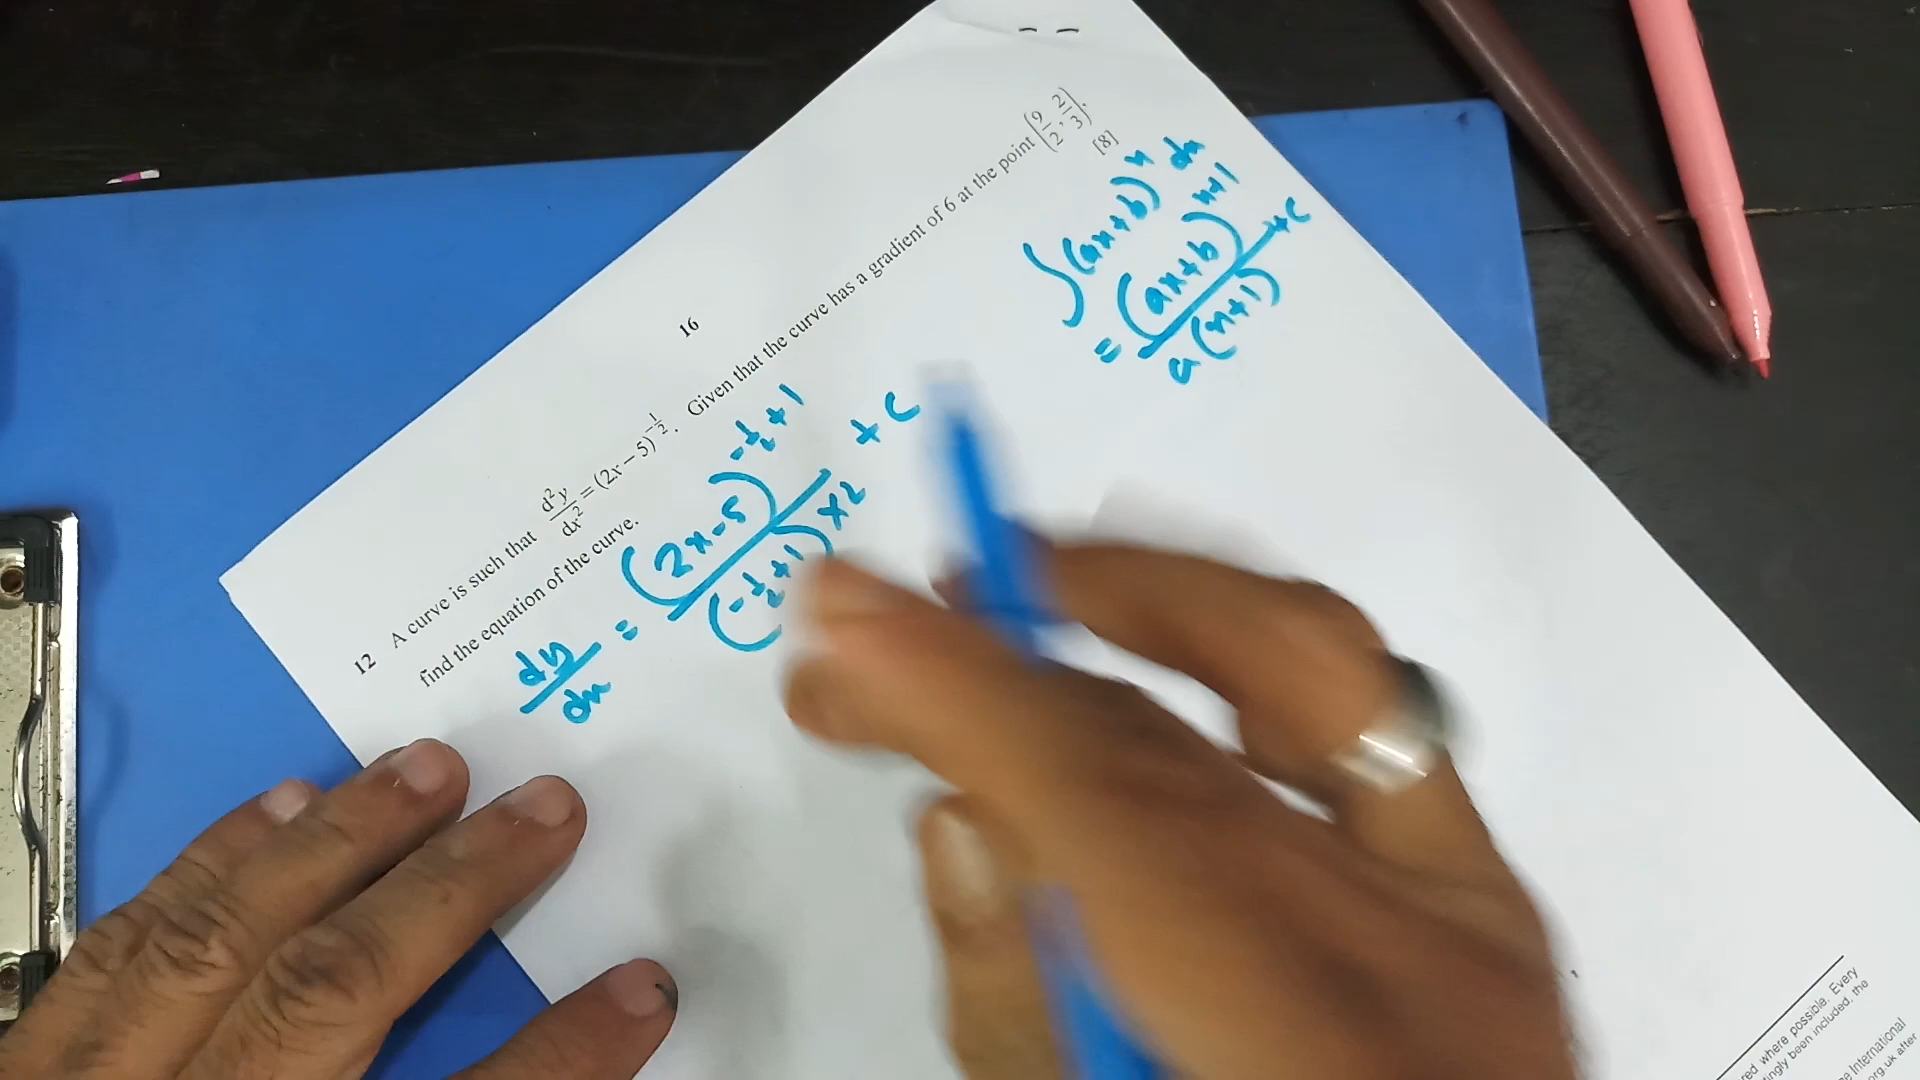 16
12 A curve is such that d²y/dx² = (2x − 5)^(−1/2). Given that the curve has a gradient of 6 at the point (9/2, 2/3),
find the equation of the curve. [8]
∫(ax+b)^n dx
= (ax+b)^(n+1) / a(n+1) + c
dy/dx = (2x-5)^(-1/2+1) / (-1/2+1) × 2 + c
where possible. Every
been included, the
International
.org.uk after